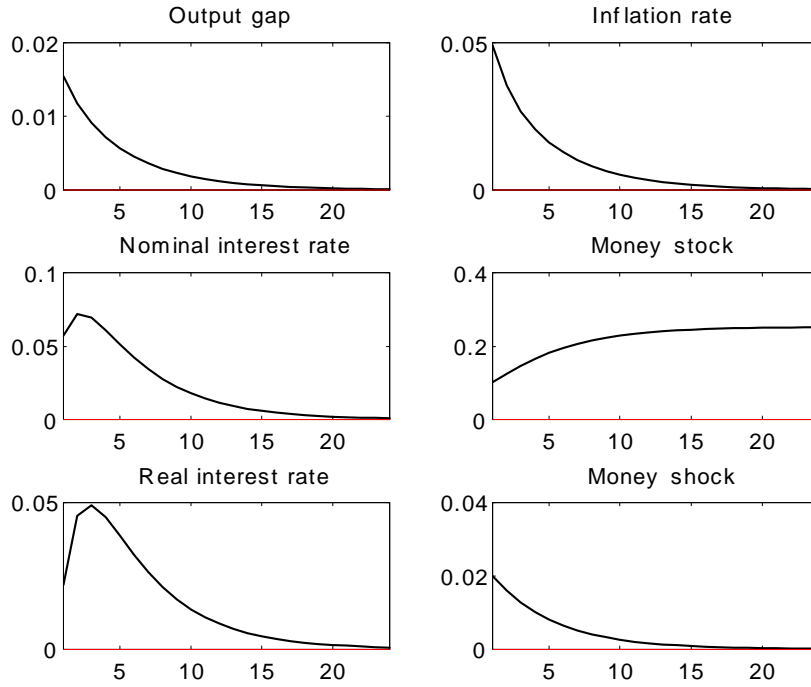 Output gap
Inflation rate
0.02
0.01
0
5 10 15 20
0.05
0
5 10 15 20
Nominal interest rate
Money stock
0.1
0.05
0
5 10 15 20
0.4
0.2
0
5 10 15 20
Real interest rate
Money shock
0.05
0
5 10 15 20
0.04
0.02
0
5 10 15 20